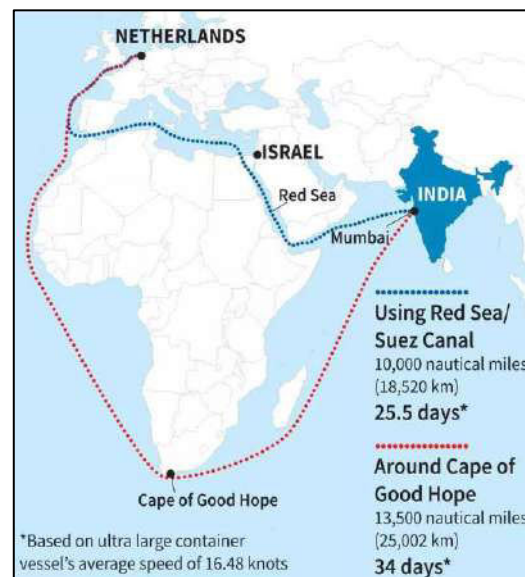 NETHERLANDS
ISRAEL
Red Sea
INDIA
Mumbai
Using Red Sea/
Suez Canal
10,000 nautical miles
(18,520 km)
25.5 days*
Around Cape of
Good Hope
13,500 nautical miles
(25,002 km)
34 days*
Cape of Good Hope
*Based on ultra large container
vessel's average speed of 16.48 knots